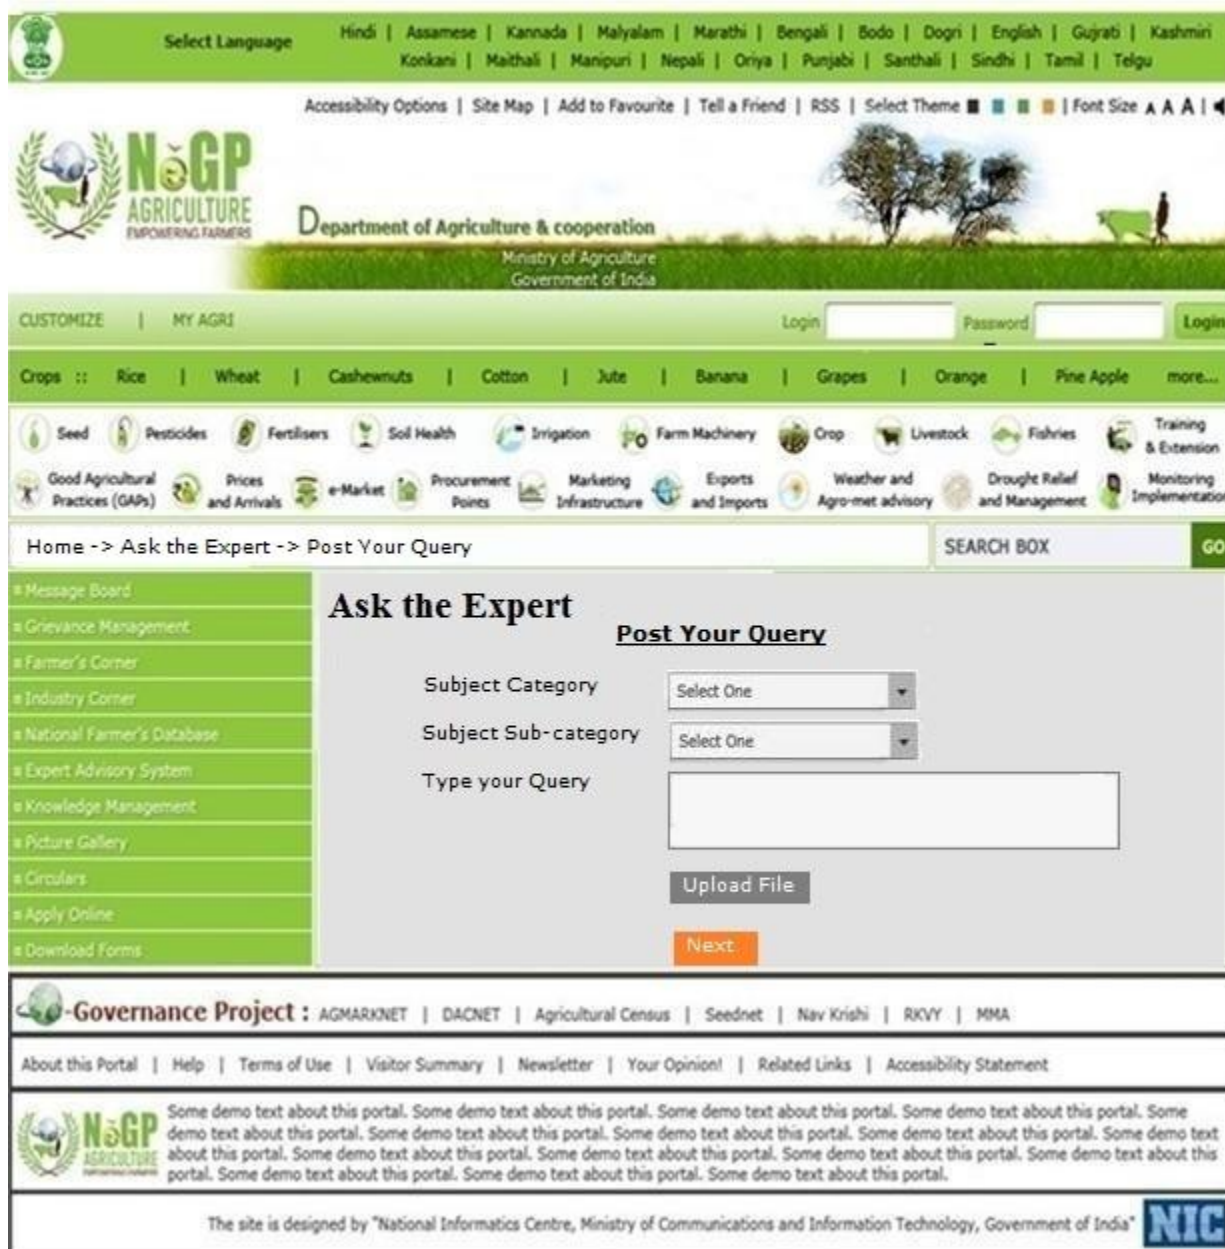 Select Language
Hindi | Assamese | Kannada | Malyalam | Marathi | Bengali | Bodo | Dogri | English | Gujrati | Kashmiri
Konkani | Maithali | Manipuri | Nepali | Oriya | Punjabi | Santhali | Sindhi | Tamil | Telgu
Accessibility Options | Site Map | Add to Favourite | Tell a Friend | RSS | Select Theme | Font Size A A A |
NeGP
AGRICULTURE
EMPOWERING FARMERS
Department of Agriculture & cooperation
Ministry of Agriculture
Government of India
CUSTOMIZE | MY AGRI Login Password Login
Crops :: Rice | Wheat | Cashewnuts | Cotton | Jute | Banana | Grapes | Orange | Pine Apple more...
Seed Pesticides Fertilisers Soil Health Irrigation Farm Machinery Crop Livestock Fishries Training & Extension
Good Agricultural Practices (GAPs) Prices and Arrivals e-Market Procurement Points Marketing Infrastructure Exports and Imports Weather and Agro-met advisory Drought Relief and Management Monitoring Implementation
Home -> Ask the Expert -> Post Your Query SEARCH BOX GO
Message Board
Grievance Management
Farmer's Corner
Industry Corner
National Farmer's Database
Expert Advisory System
Knowledge Management
Picture Gallery
Circulars
Apply Online
Download Forms
Ask the Expert
Post Your Query
Subject Category Select One
Subject Sub-category Select One
Type your Query
Upload File
Next
e-Governance Project : AGMARKNET | DACNET | Agricultural Census | Seednet | Nav Krishi | RKVY | MMA
About this Portal | Help | Terms of Use | Visitor Summary | Newsletter | Your Opinion! | Related Links | Accessibility Statement
NeGP
AGRICULTURE
EMPOWERING FARMERS
Some demo text about this portal. Some demo text about this portal. Some demo text about this portal. Some demo text about this portal. Some
demo text about this portal. Some demo text about this portal. Some demo text about this portal. Some demo text about this portal. Some demo text
about this portal. Some demo text about this portal. Some demo text about this portal. Some demo text about this portal. Some demo text about this
portal. Some demo text about this portal. Some demo text about this portal. Some demo text about this portal.
The site is designed by "National Informatics Centre, Ministry of Communications and Information Technology, Government of India"
NIC